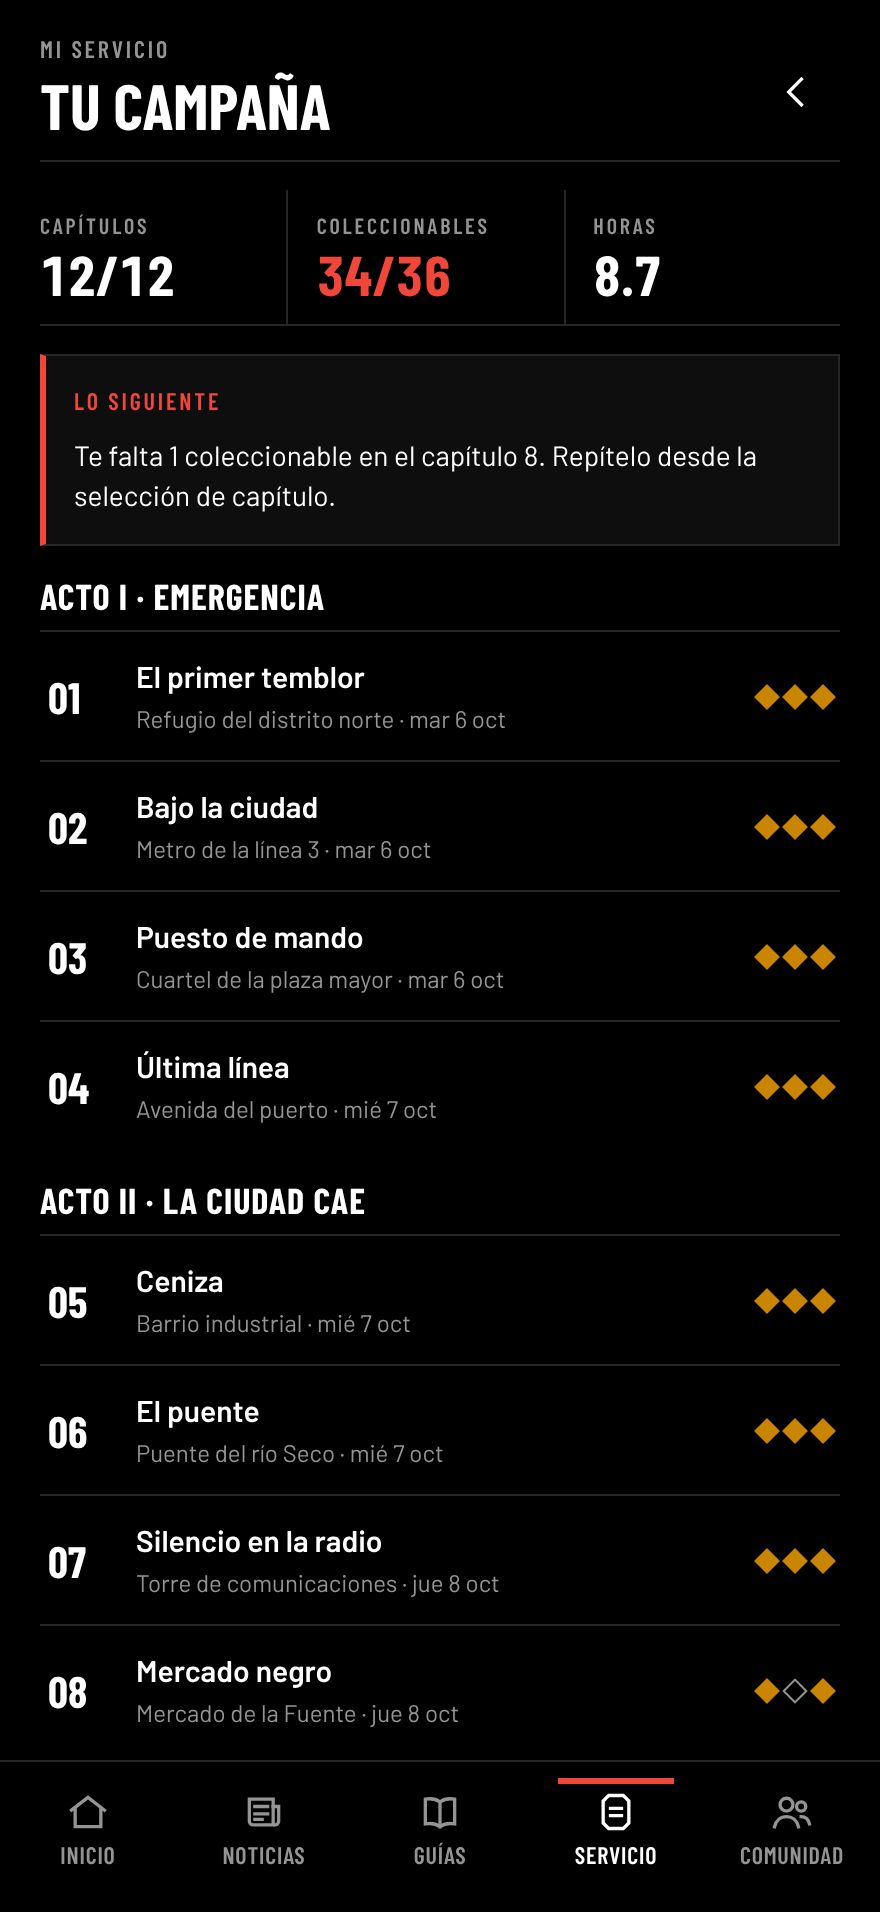 MI SERVICIO
TU CAMPAÑA
CAPÍTULOS
12/12
COLECCIONABLES
34/36
HORAS
8.7
LO SIGUIENTE
Te falta 1 coleccionable en el capítulo 8. Repítelo desde la
selección de capítulo.
ACTO I · EMERGENCIA
01
El primer temblor
Refugio del distrito norte · mar 6 oct
02
Bajo la ciudad
Metro de la línea 3 · mar 6 oct
03
Puesto de mando
Cuartel de la plaza mayor · mar 6 oct
04
Última línea
Avenida del puerto · mié 7 oct
ACTO II · LA CIUDAD CAE
05
Ceniza
Barrio industrial · mié 7 oct
06
El puente
Puente del río Seco · mié 7 oct
07
Silencio en la radio
Torre de comunicaciones · jue 8 oct
08
Mercado negro
Mercado de la Fuente · jue 8 oct
INICIO
NOTICIAS
GUÍAS
SERVICIO
COMUNIDAD